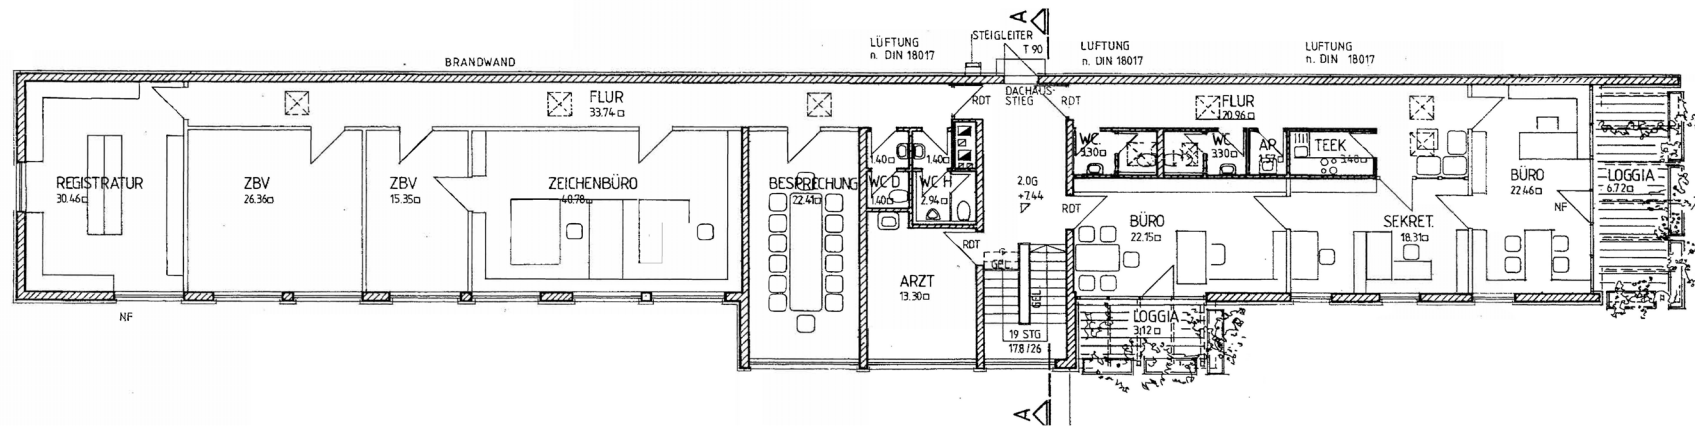 A
STEIGLEITER
LÜFTUNG
n. DIN 18017
T 90
LÜFTUNG
n. DIN 18017
LÜFTUNG
n. DIN 18017
BRANDWAND
DACHAUS-
STIEG
RDT
RDT
FLUR
33.74
FLUR
20.96
REGISTRATUR
30.46
ZBV
26.36
ZBV
15.35
ZEICHENBÜRO
40.78
BESPRECHUNG
22.41
1.40
1.40
WC D
1.40
WC H
2.94
2.OG
+7.44
WC
3.30
WC
3.30
AR
TEEK
3.48
BÜRO
22.46
LOGGIA
6.72
NF
RDT
BÜRO
22.15
SEKRET.
18.31
RDT
GEL
GEL
ARZT
13.30
NF
19 STG
17.8/26
LOGGIA
3.12
A